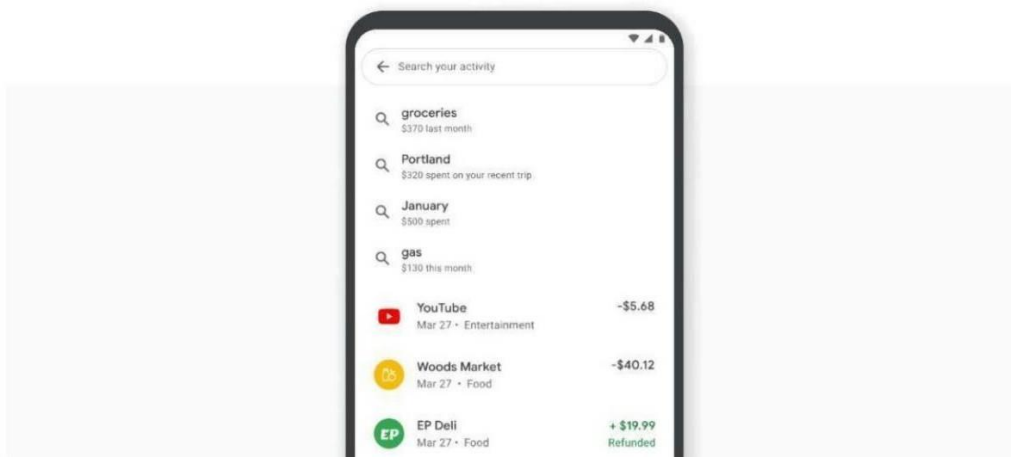 Search your activity
groceries
$370 last month
Portland
$320 spent on your recent trip
January
$500 spent
gas
$130 this month
YouTube -$5.68
Mar 27 • Entertainment
Woods Market -$40.12
Mar 27 • Food
EP EP Deli + $19.99
Mar 27 • Food Refunded